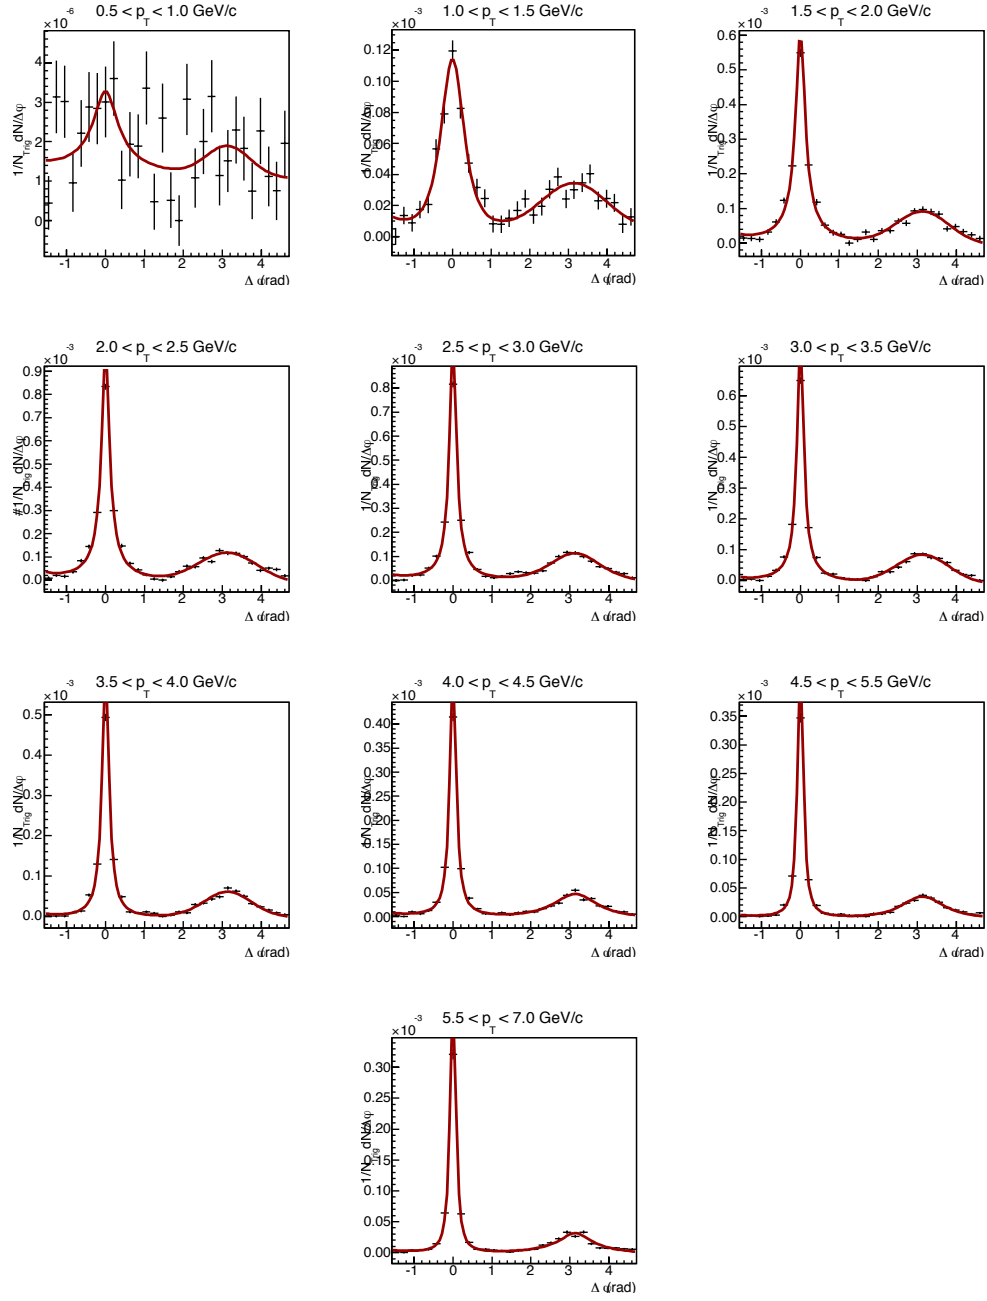 0.5 < p_T < 1.0 GeV/c
×10^-6
1/N_Trig dN/Δφ
4
3
2
1
0
-1 0 1 2 3 4
Δ φ(rad)
1.0 < p_T < 1.5 GeV/c
×10^-3
1/N_Trig dN/Δφ
0.12
0.10
0.08
0.06
0.04
0.02
0.00
-1 0 1 2 3 4
Δ φ(rad)
1.5 < p_T < 2.0 GeV/c
×10^-3
1/N_Trig dN/Δφ
0.6
0.5
0.4
0.3
0.2
0.1
0.0
-1 0 1 2 3 4
Δ φ(rad)
2.0 < p_T < 2.5 GeV/c
×10^-3
#1/N_Trig dN/Δφ
0.9
0.8
0.7
0.6
0.5
0.4
0.3
0.2
0.1
0.0
-1 0 1 2 3 4
Δ φ(rad)
2.5 < p_T < 3.0 GeV/c
×10^-3
1/N_Trig dN/Δφ
0.8
0.7
0.6
0.5
0.4
0.3
0.2
0.1
0.0
-1 0 1 2 3 4
Δ φ(rad)
3.0 < p_T < 3.5 GeV/c
×10^-3
1/N_Trig dN/Δφ
0.6
0.5
0.4
0.3
0.2
0.1
0.0
-1 0 1 2 3 4
Δ φ(rad)
3.5 < p_T < 4.0 GeV/c
×10^-3
1/N_Trig dN/Δφ
0.5
0.4
0.3
0.2
0.1
0.0
-1 0 1 2 3 4
Δ φ(rad)
4.0 < p_T < 4.5 GeV/c
×10^-3
1/N_Trig dN/Δφ
0.40
0.35
0.30
0.25
0.20
0.15
0.10
0.05
0.00
-1 0 1 2 3 4
Δ φ(rad)
4.5 < p_T < 5.5 GeV/c
×10^-3
1/N_Trig dN/Δφ
0.35
0.30
0.25
0.20
0.15
0.10
0.05
0.00
-1 0 1 2 3 4
Δ φ(rad)
5.5 < p_T < 7.0 GeV/c
×10^-3
1/N_Trig dN/Δφ
0.30
0.25
0.20
0.15
0.10
0.05
0.00
-1 0 1 2 3 4
Δ φ(rad)